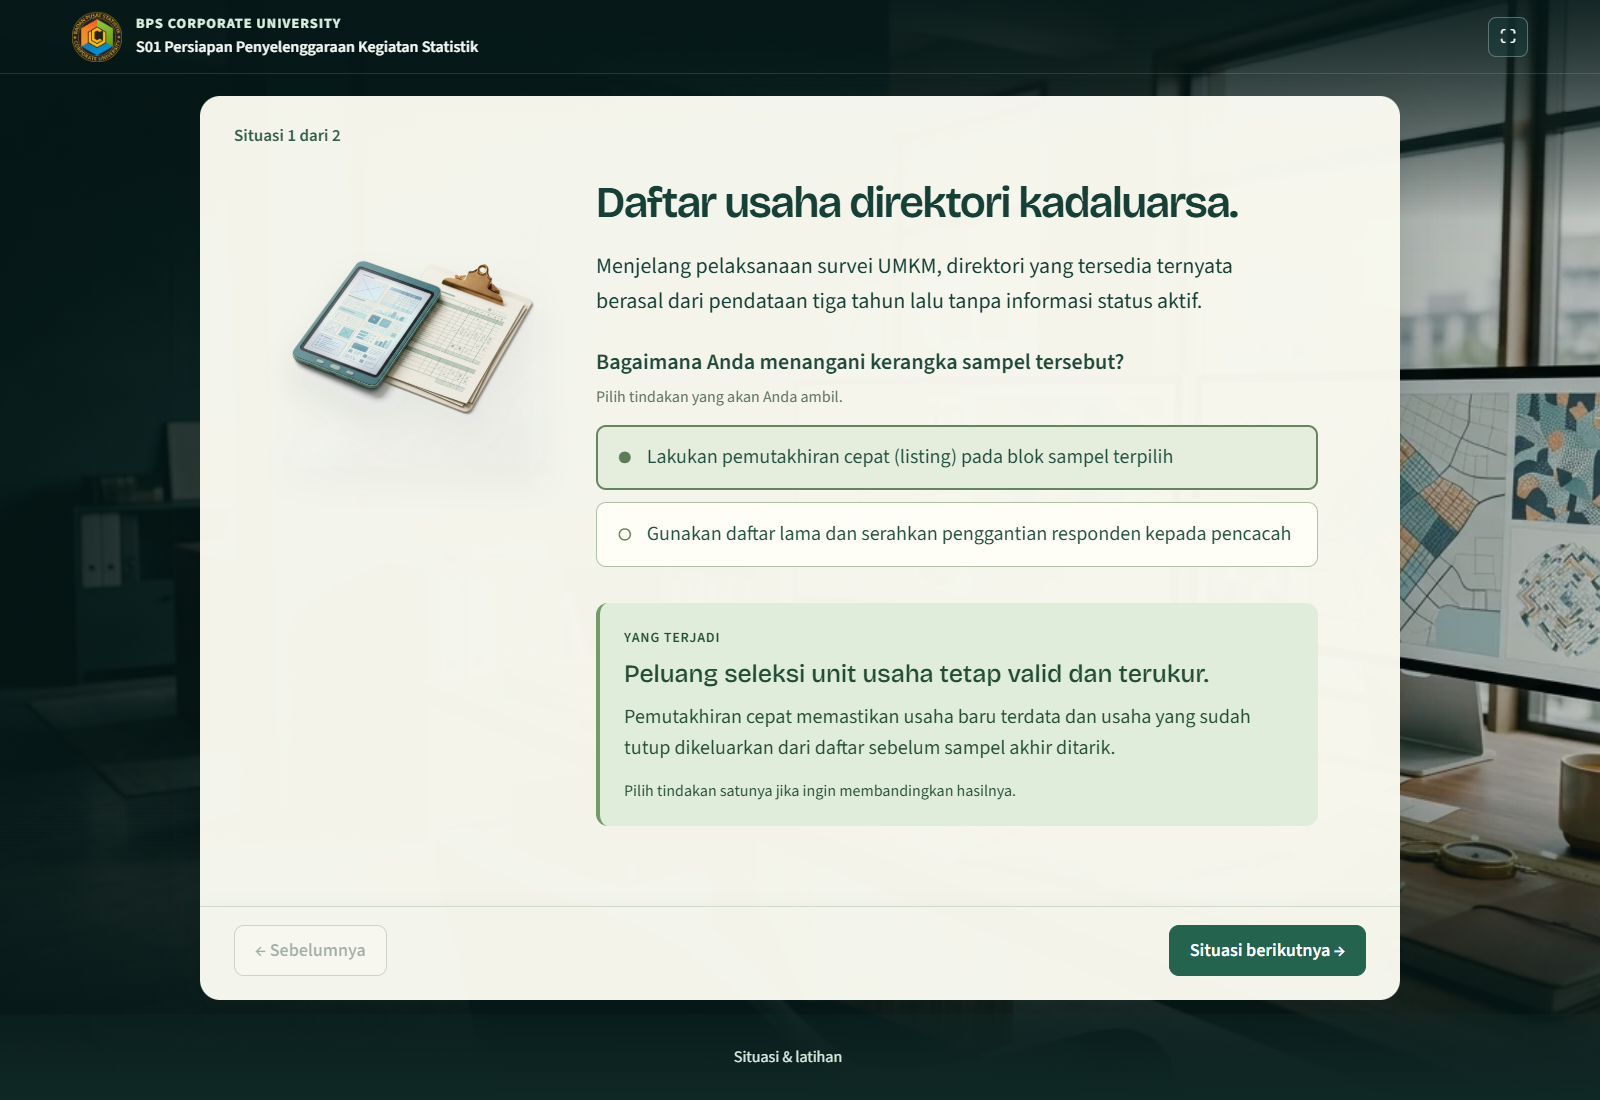 BPS CORPORATE UNIVERSITY
S01 Persiapan Penyelenggaraan Kegiatan Statistik
Situasi 1 dari 2
Daftar usaha direktori kadaluarsa.
Menjelang pelaksanaan survei UMKM, direktori yang tersedia ternyata
berasal dari pendataan tiga tahun lalu tanpa informasi status aktif.
Bagaimana Anda menangani kerangka sampel tersebut?
Pilih tindakan yang akan Anda ambil.
Lakukan pemutakhiran cepat (listing) pada blok sampel terpilih
Gunakan daftar lama dan serahkan penggantian responden kepada pencacah
YANG TERJADI
Peluang seleksi unit usaha tetap valid dan terukur.
Pemutakhiran cepat memastikan usaha baru terdata dan usaha yang sudah
tutup dikeluarkan dari daftar sebelum sampel akhir ditarik.
Pilih tindakan satunya jika ingin membandingkan hasilnya.
← Sebelumnya
Situasi berikutnya →
Situasi & latihan